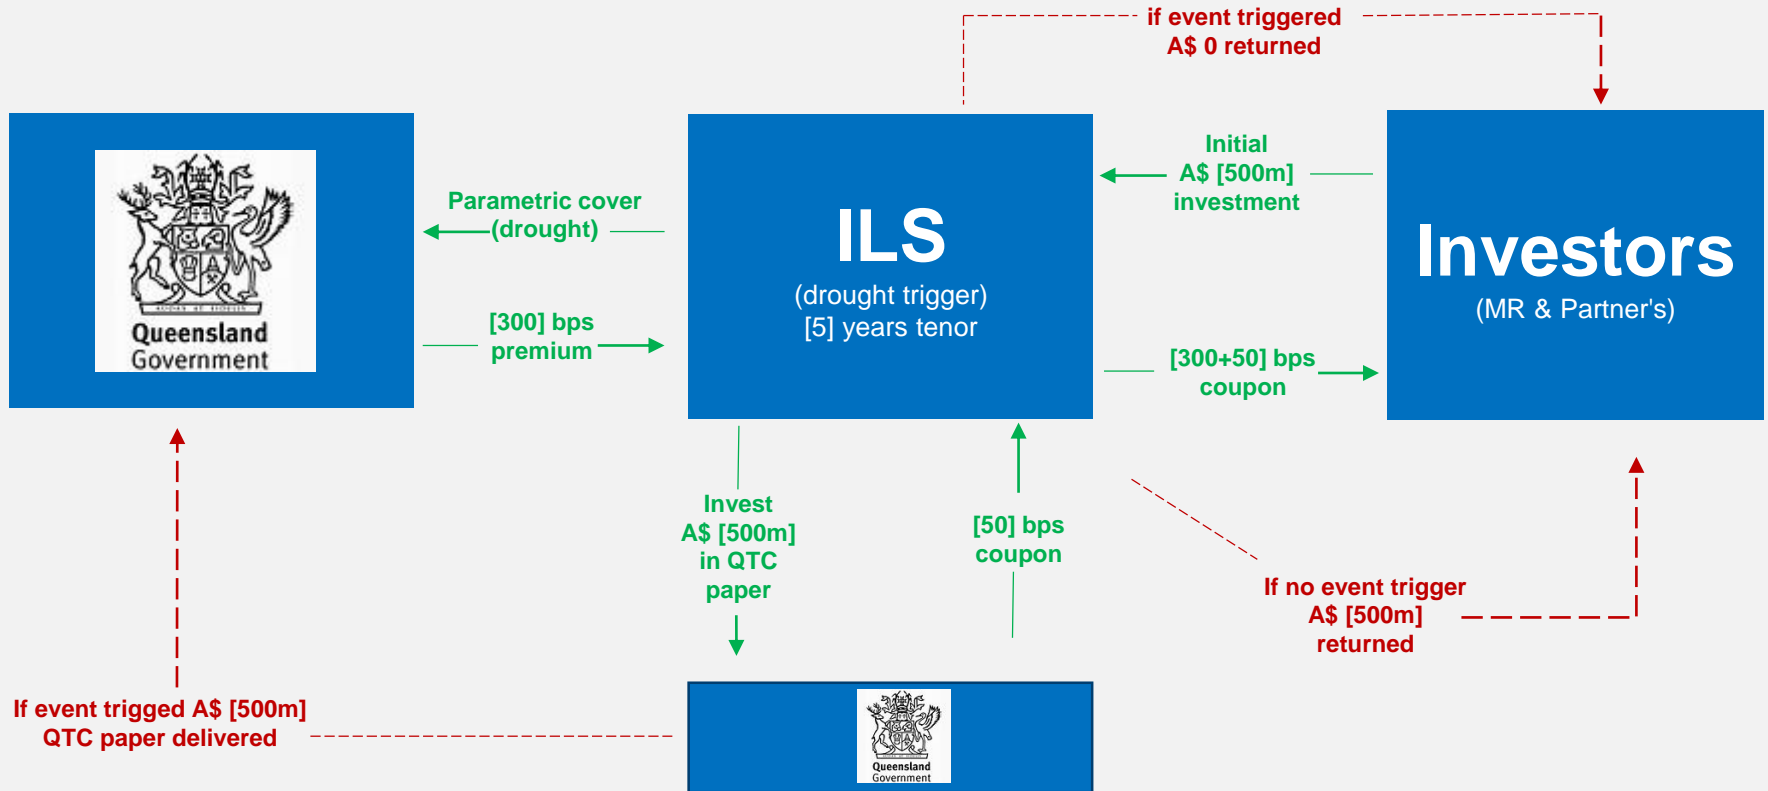 if event triggered
A$ 0 returned
Queensland
Government
Parametric cover
(drought)
[300] bps
premium
ILS
(drought trigger)
[5] years tenor
Initial
A$ [500m]
investment
[300+50] bps
coupon
Investors
(MR & Partner's)
Invest
A$ [500m]
in QTC
paper
[50] bps
coupon
If no event trigger
A$ [500m]
returned
If event trigged A$ [500m]
QTC paper delivered
Queensland
Government